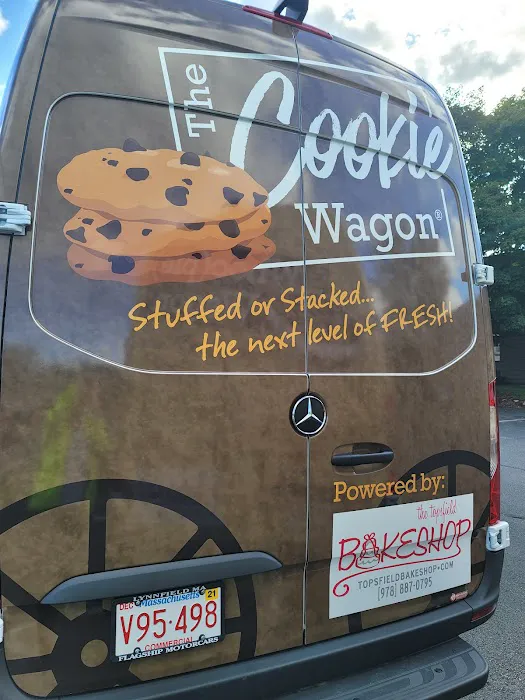 The
Cookie
Wagon®
Stuffed or Stacked...
the next level of FRESH!
Powered by:
the topsfield
BAKESHOP
TOPSFIELDBAKESHOP.COM
(978) 887-0795
LYNNFIELD MA
DEC Massachusetts 21
V95-498
COMMERCIAL
FLAGSHIP MOTORCARS